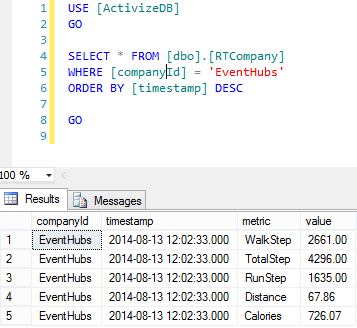 1 USE [ActivizeDB]
2 GO
3
4 SELECT * FROM [dbo].[RTCompany]
5 WHERE [companyId] = 'EventHubs'
6 ORDER BY [timestamp] DESC
7
8 GO
9
100 %
Results Messages
companyId timestamp metric value
1 EventHubs 2014-08-13 12:02:33.000 WalkStep 2661.00
2 EventHubs 2014-08-13 12:02:33.000 TotalStep 4296.00
3 EventHubs 2014-08-13 12:02:33.000 RunStep 1635.00
4 EventHubs 2014-08-13 12:02:33.000 Distance 67.86
5 EventHubs 2014-08-13 12:02:33.000 Calories 726.07